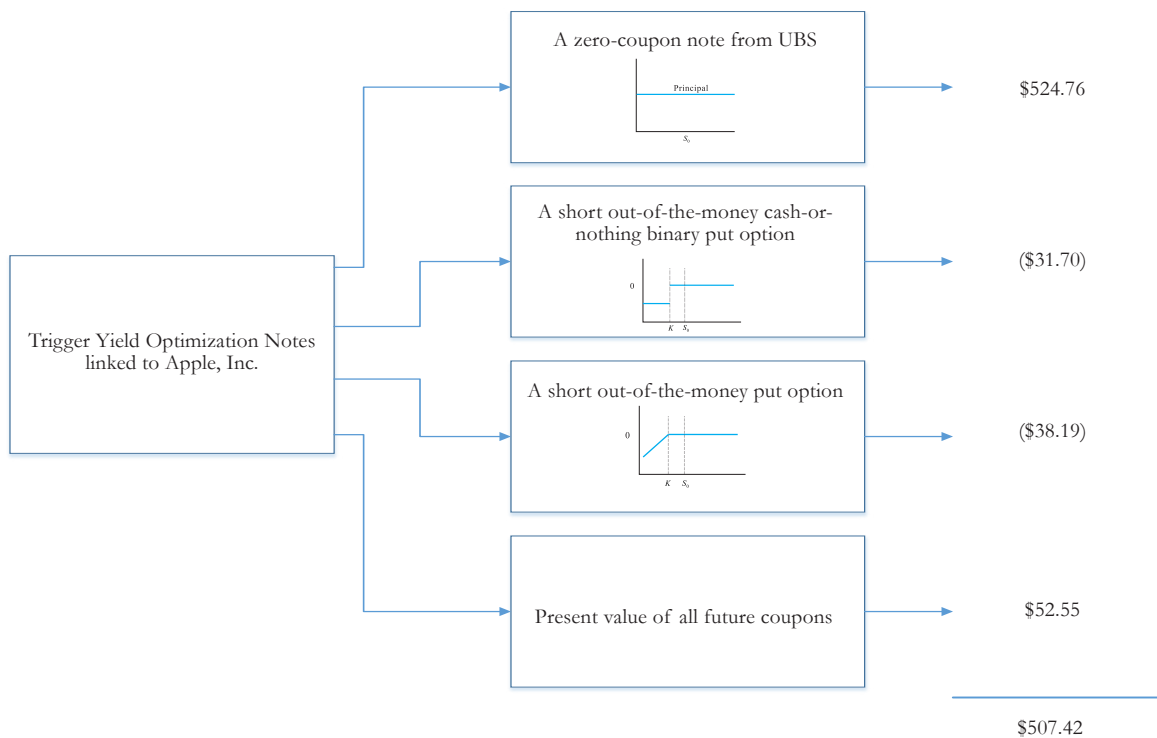 A zero-coupon note from UBS
Principal
S0
$524.76
A short out-of-the-money cash-or-
nothing binary put option
0
K S0
($31.70)
Trigger Yield Optimization Notes
linked to Apple, Inc.
A short out-of-the-money put option
0
K S0
($38.19)
Present value of all future coupons
$52.55
$507.42